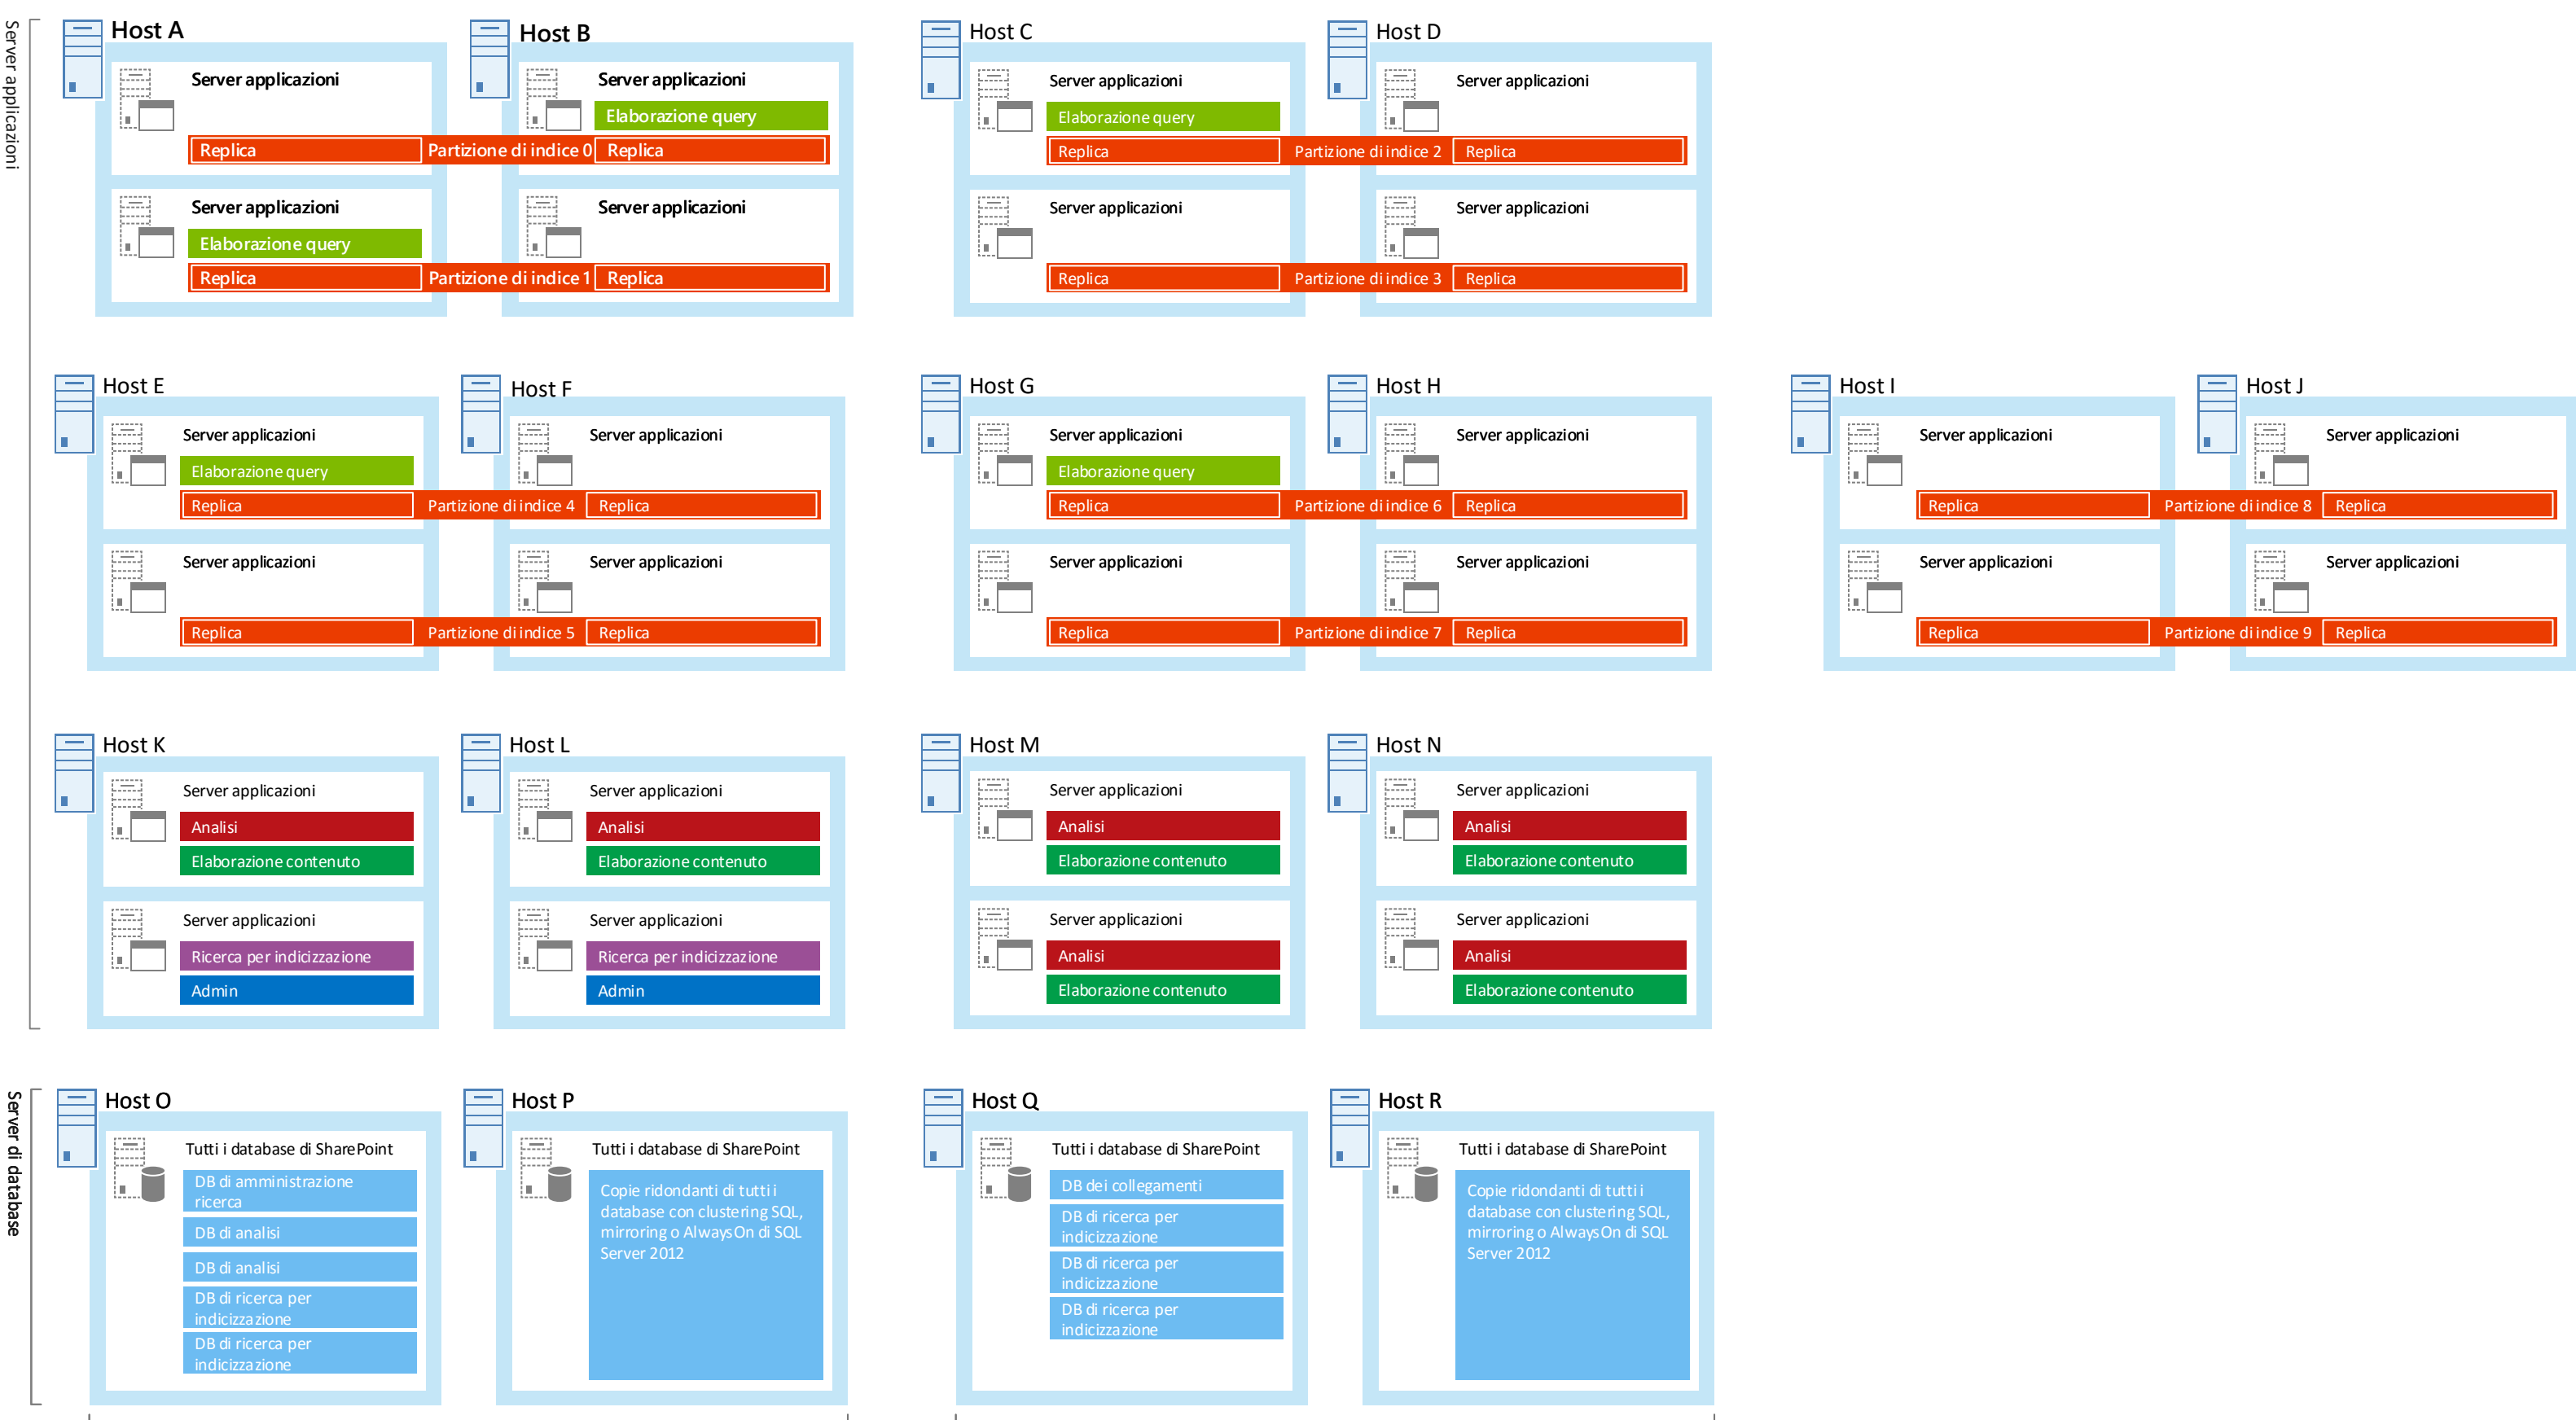 Server applicazioni
Host A
Server applicazioni
Replica
Partizione di indice 0
Server applicazioni
Elaborazione query
Replica
Partizione di indice 1
Host B
Server applicazioni
Elaborazione query
Replica
Server applicazioni
Replica
Host C
Server applicazioni
Elaborazione query
Replica
Partizione di indice 2
Server applicazioni
Replica
Partizione di indice 3
Host D
Server applicazioni
Replica
Server applicazioni
Replica
Host E
Server applicazioni
Elaborazione query
Replica
Partizione di indice 4
Server applicazioni
Replica
Partizione di indice 5
Host F
Server applicazioni
Replica
Server applicazioni
Replica
Host G
Server applicazioni
Elaborazione query
Replica
Partizione di indice 6
Server applicazioni
Replica
Partizione di indice 7
Host H
Server applicazioni
Replica
Server applicazioni
Replica
Host I
Server applicazioni
Replica
Partizione di indice 8
Server applicazioni
Replica
Partizione di indice 9
Host J
Server applicazioni
Replica
Server applicazioni
Replica
Host K
Server applicazioni
Analisi
Elaborazione contenuto
Server applicazioni
Ricerca per indicizzazione
Admin
Host L
Server applicazioni
Analisi
Elaborazione contenuto
Server applicazioni
Ricerca per indicizzazione
Admin
Host M
Server applicazioni
Analisi
Elaborazione contenuto
Server applicazioni
Analisi
Elaborazione contenuto
Host N
Server applicazioni
Analisi
Elaborazione contenuto
Server applicazioni
Analisi
Elaborazione contenuto
Server di database
Host O
Tutti i database di SharePoint
DB di amministrazione
ricerca
DB di analisi
DB di analisi
DB di ricerca per
indicizzazione
DB di ricerca per
indicizzazione
Host P
Tutti i database di SharePoint
Copie ridondanti di tutti i
database con clustering SQL,
mirroring o AlwaysOn di SQL
Server 2012
Host Q
Tutti i database di SharePoint
DB dei collegamenti
DB di ricerca per
indicizzazione
DB di ricerca per
indicizzazione
DB di ricerca per
indicizzazione
Host R
Tutti i database di SharePoint
Copie ridondanti di tutti i
database con clustering SQL,
mirroring o AlwaysOn di SQL
Server 2012